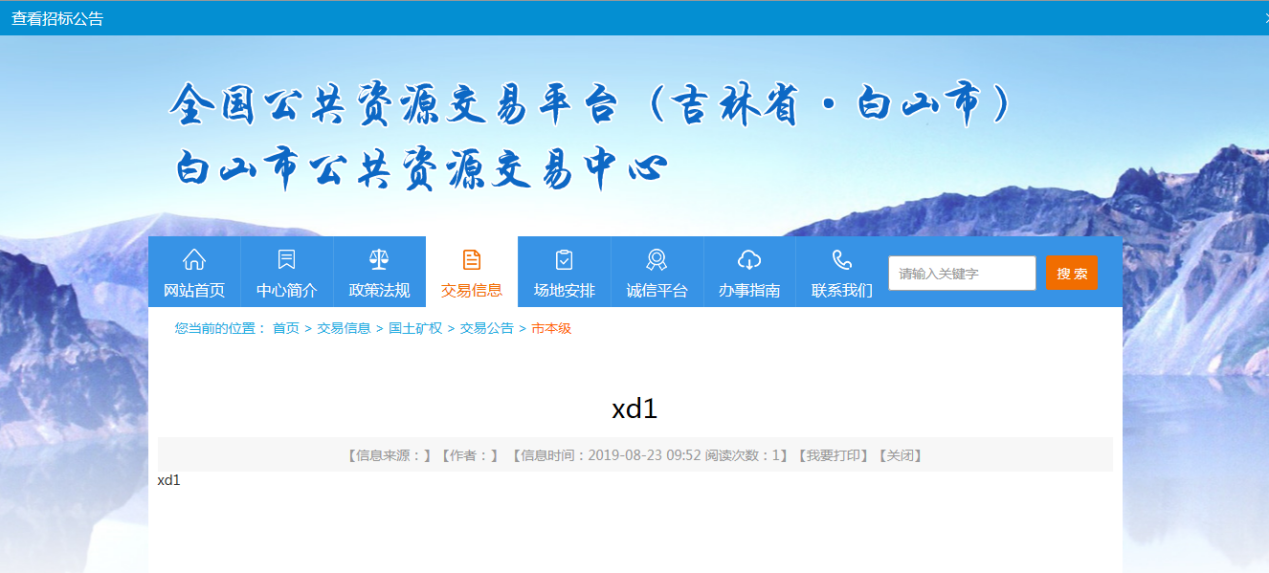 查看招标公告
全国公共资源交易平台（吉林省·白山市）
白山市公共资源交易中心
网站首页 中心简介 政策法规 交易信息 场地安排 诚信平台 办事指南 联系我们 请输入关键字 搜 索
您当前的位置： 首页 > 交易信息 > 国土矿权 > 交易公告 > 市本级
xd1
【信息来源：】【作者：】 【信息时间：2019-08-23 09:52 阅读次数：1】【我要打印】【关闭】
xd1